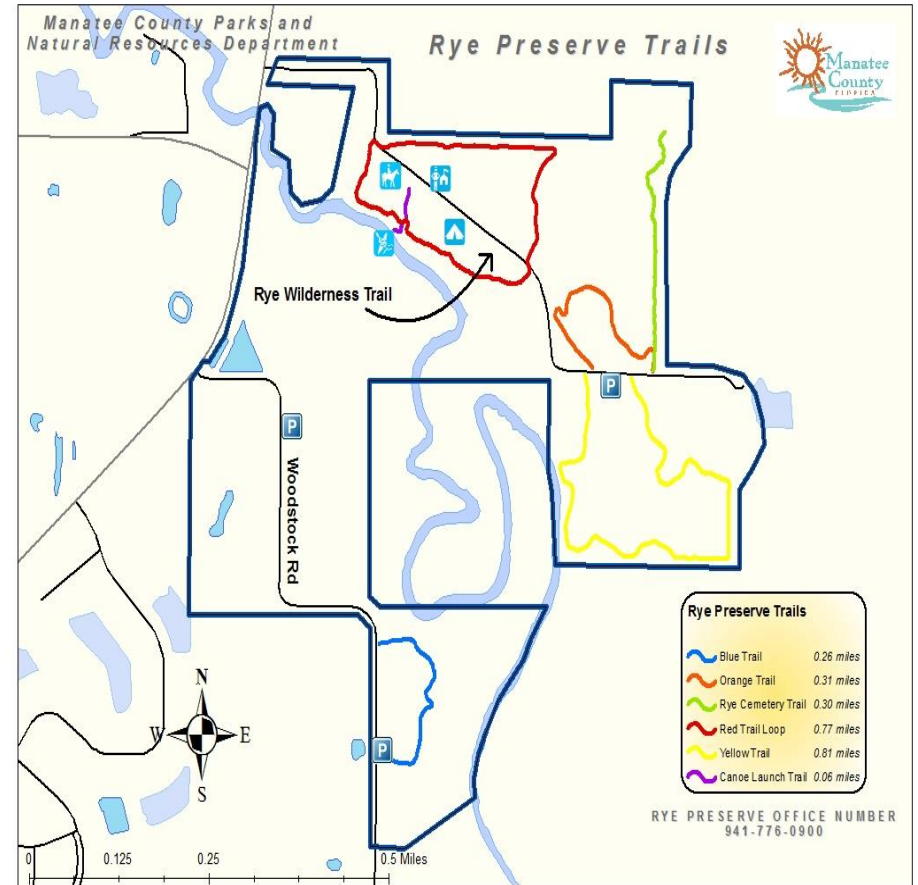 Manatee County Parks and
Natural Resources Department
Rye Preserve Trails
Manatee
County
FLORIDA
Rye Wilderness Trail
P
P
Woodstock Rd
Rye Preserve Trails
Blue Trail 0.26 miles
Orange Trail 0.31 miles
Rye Cemetery Trail 0.30 miles
Red Trail Loop 0.77 miles
Yellow Trail 0.81 miles
Canoe Launch Trail 0.06 miles
N
W E
S
P
RYE PRESERVE OFFICE NUMBER
941-776-0900
0 0.125 0.25 0.5 Miles